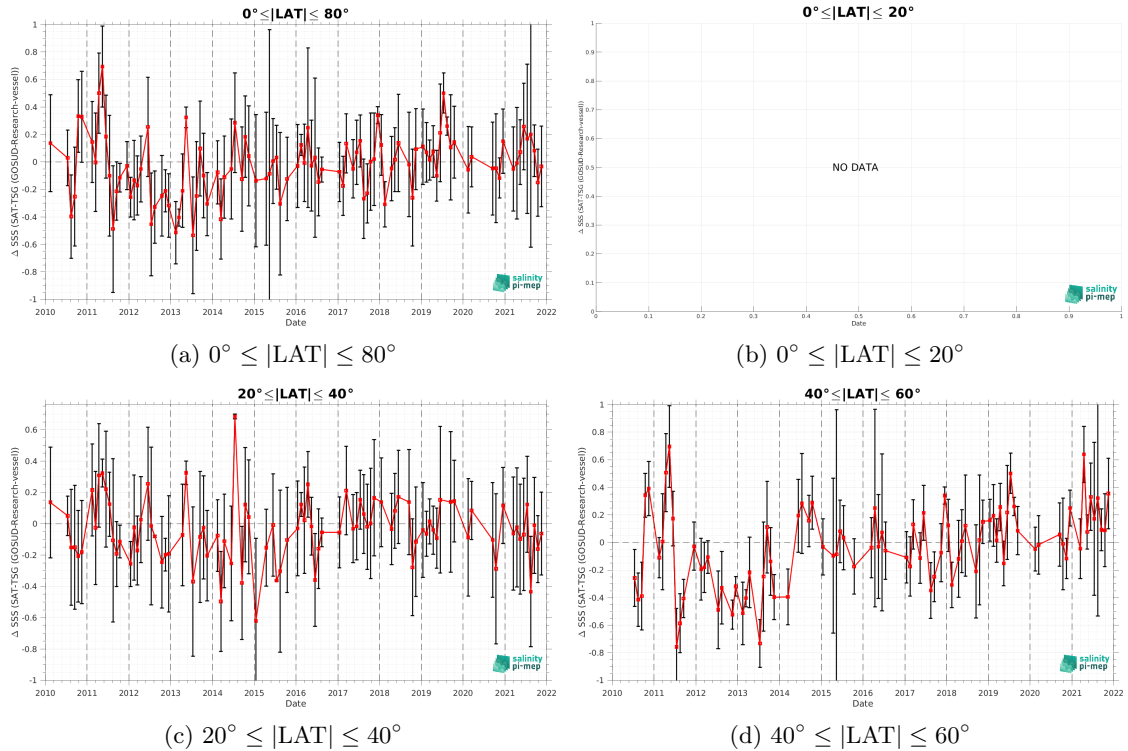 0°≤|LAT|≤ 80°
Δ SSS (SAT-TSG (GOSUD-Research-vessel))
1
0.8
0.6
0.4
0.2
0
-0.2
-0.4
-0.6
-0.8
-1
2010 2011 2012 2013 2014 2015 2016 2017 2018 2019 2020 2021 2022
Date
salinity
pi-mep
(a) 0° ≤ |LAT| ≤ 80°
0°≤|LAT|≤ 20°
Δ SSS (SAT-TSG (GOSUD-Research-vessel))
1
0.9
0.8
0.7
0.6
0.5
0.4
0.3
0.2
0.1
0
NO DATA
0 0.1 0.2 0.3 0.4 0.5 0.6 0.7 0.8 0.9 1
Date
salinity
pi-mep
(b) 0° ≤ |LAT| ≤ 20°
20°≤|LAT|≤ 40°
Δ SSS (SAT-TSG (GOSUD-Research-vessel))
0.6
0.4
0.2
0
-0.2
-0.4
-0.6
-0.8
-1
2010 2011 2012 2013 2014 2015 2016 2017 2018 2019 2020 2021 2022
Date
salinity
pi-mep
(c) 20° ≤ |LAT| ≤ 40°
40°≤|LAT|≤ 60°
Δ SSS (SAT-TSG (GOSUD-Research-vessel))
1
0.8
0.6
0.4
0.2
0
-0.2
-0.4
-0.6
-0.8
-1
2010 2011 2012 2013 2014 2015 2016 2017 2018 2019 2020 2021 2022
Date
salinity
pi-mep
(d) 40° ≤ |LAT| ≤ 60°